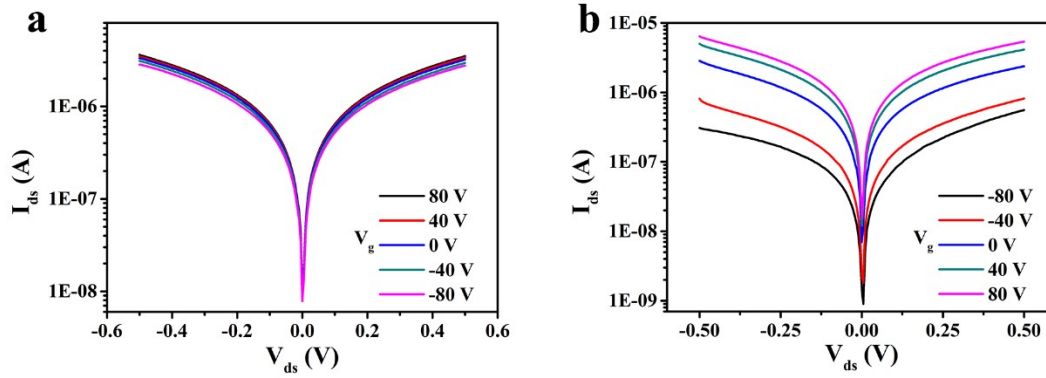 a
I_ds (A)
1E-06
1E-07
1E-08
-0.6 -0.4 -0.2 0.0 0.2 0.4 0.6
V_ds (V)
V_g
80 V
40 V
0 V
-40 V
-80 V
b
I_ds (A)
1E-05
1E-06
1E-07
1E-08
1E-09
-0.50 -0.25 0.00 0.25 0.50
V_ds (V)
V_g
-80 V
-40 V
0 V
40 V
80 V